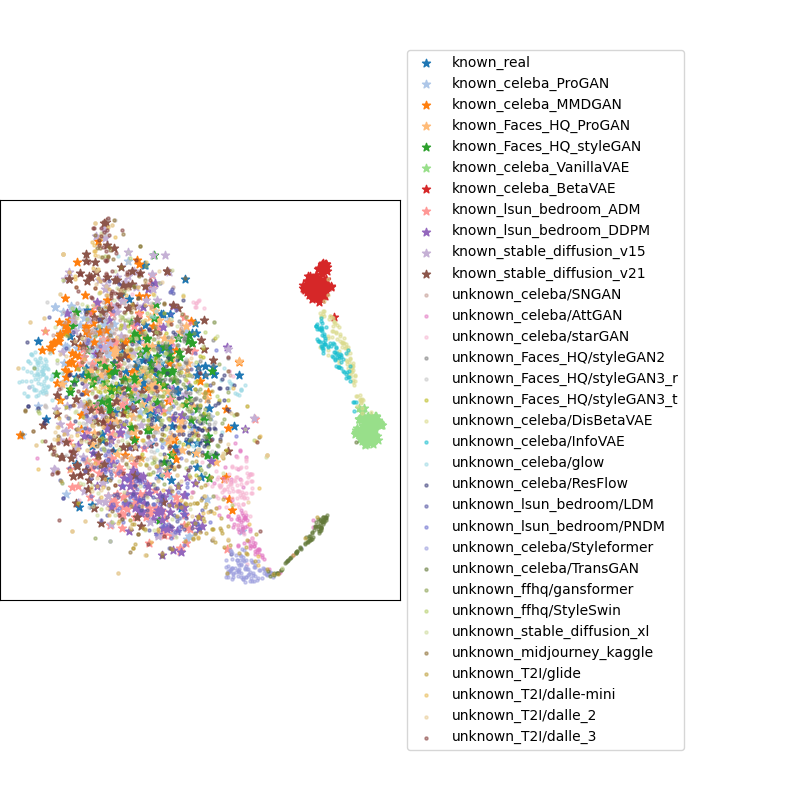 known_real
known_celeba_ProGAN
known_celeba_MMDGAN
known_Faces_HQ_ProGAN
known_Faces_HQ_styleGAN
known_celeba_VanillaVAE
known_celeba_BetaVAE
known_lsun_bedroom_ADM
known_lsun_bedroom_DDPM
known_stable_diffusion_v15
known_stable_diffusion_v21
unknown_celeba/SNGAN
unknown_celeba/AttGAN
unknown_celeba/starGAN
unknown_Faces_HQ/styleGAN2
unknown_Faces_HQ/styleGAN3_r
unknown_Faces_HQ/styleGAN3_t
unknown_celeba/DisBetaVAE
unknown_celeba/InfoVAE
unknown_celeba/glow
unknown_celeba/ResFlow
unknown_lsun_bedroom/LDM
unknown_lsun_bedroom/PNDM
unknown_celeba/Styleformer
unknown_celeba/TransGAN
unknown_ffhq/gansformer
unknown_ffhq/StyleSwin
unknown_stable_diffusion_xl
unknown_midjourney_kaggle
unknown_T2I/glide
unknown_T2I/dalle-mini
unknown_T2I/dalle_2
unknown_T2I/dalle_3